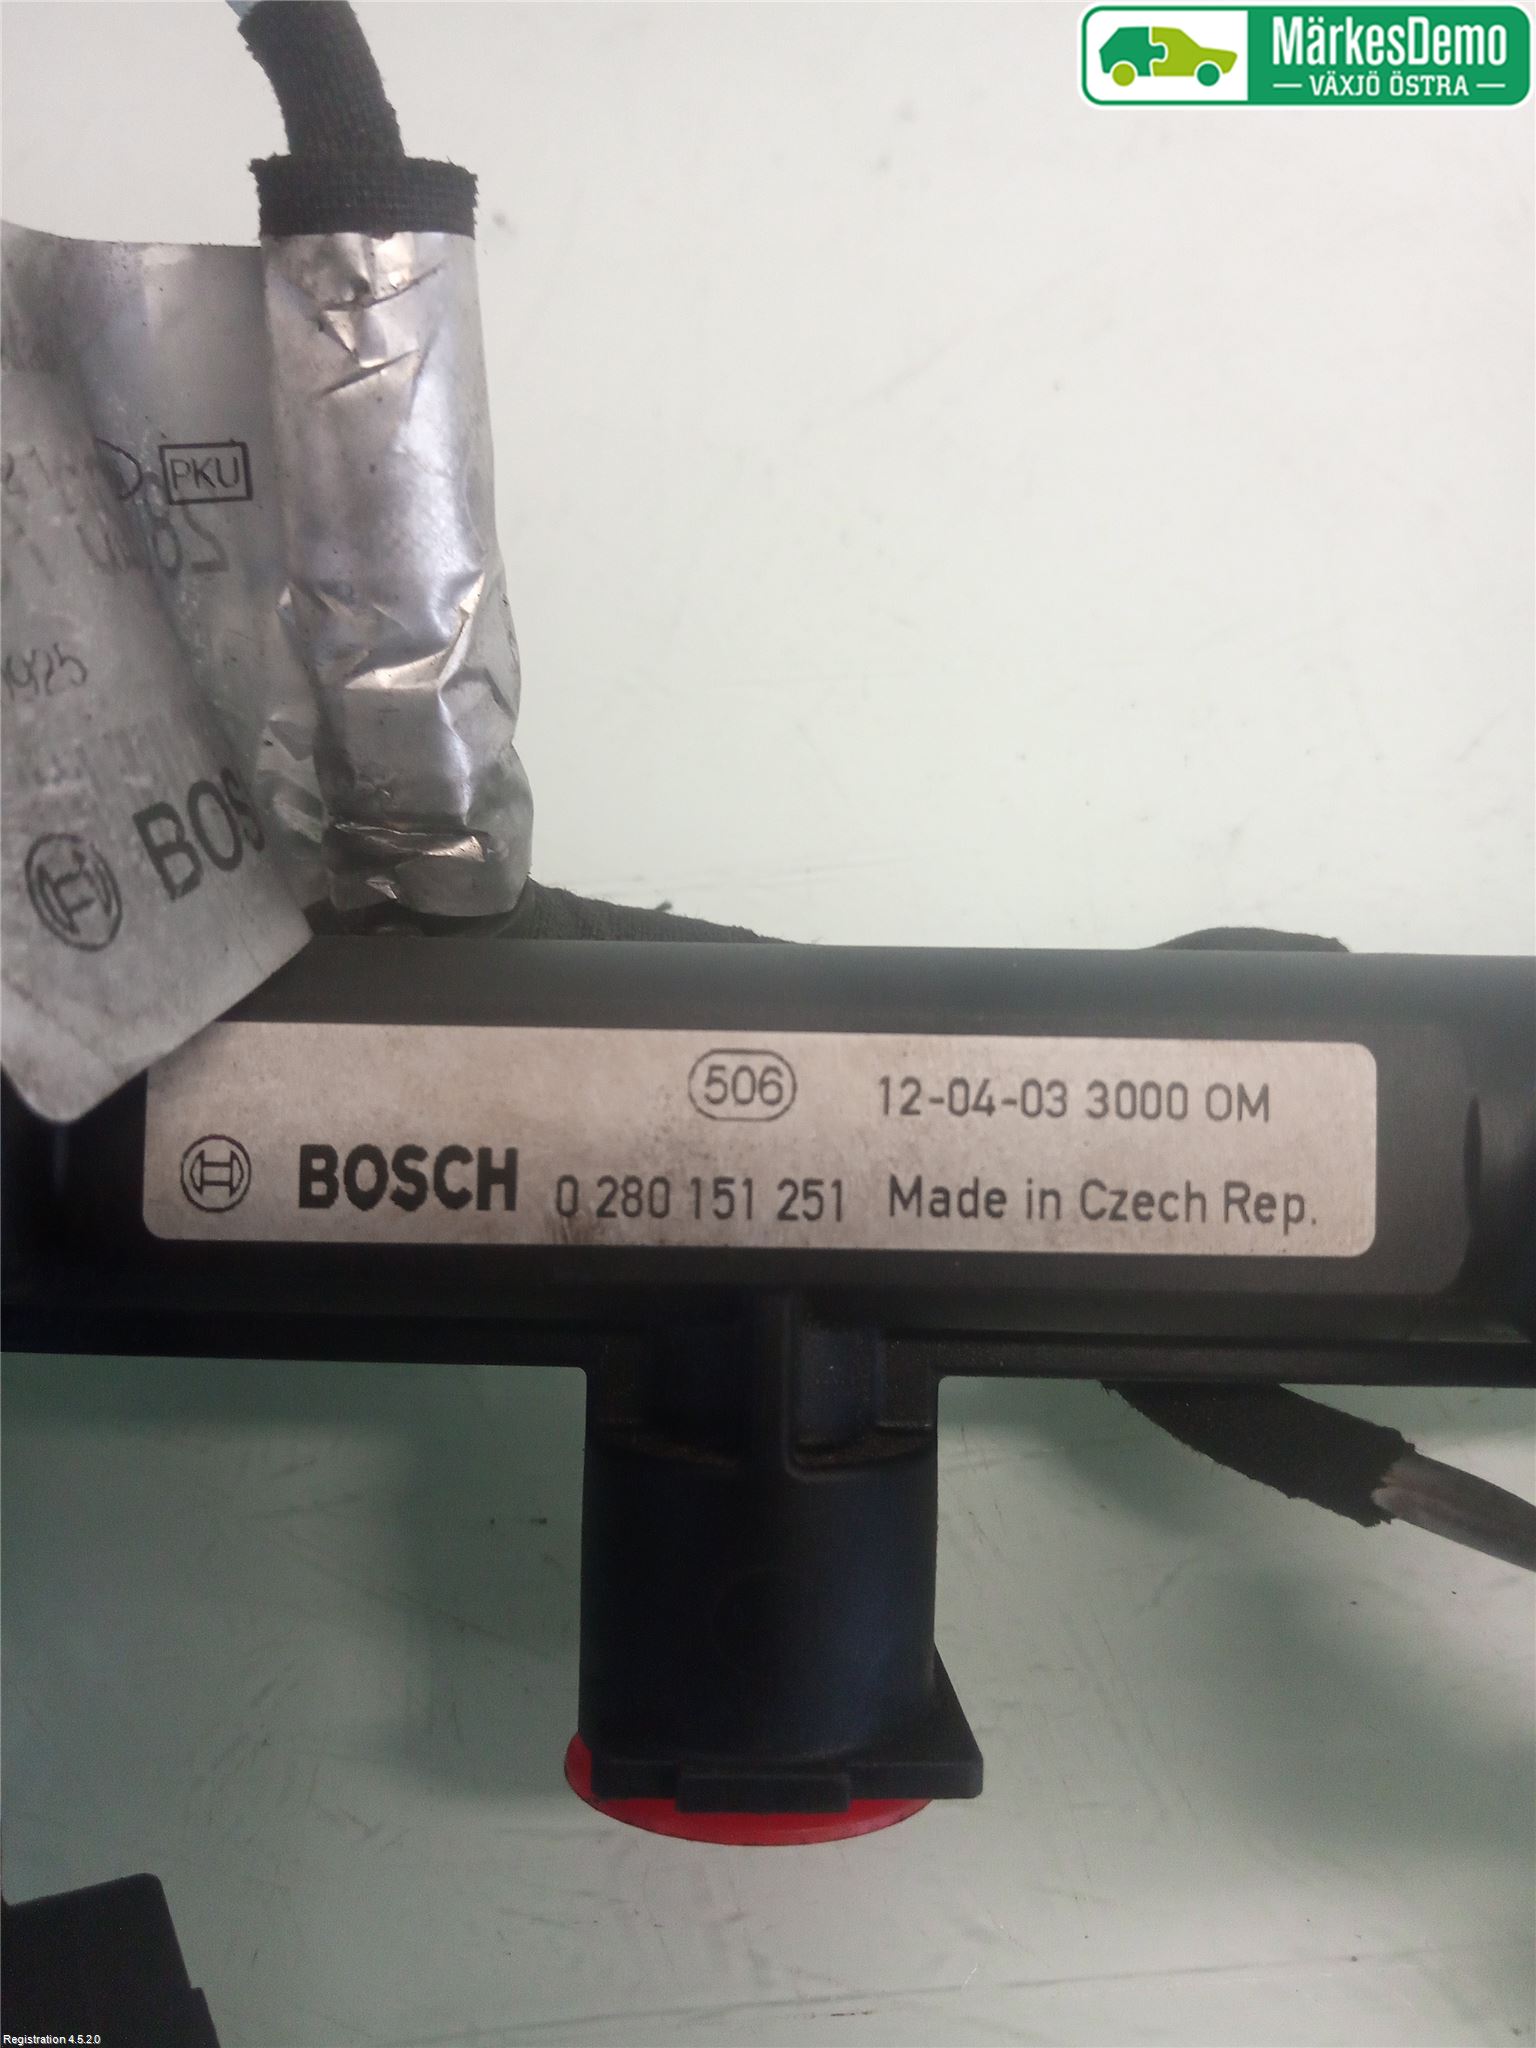 MärkesDemo
VÄXJÖ ÖSTRA
PKU
1925
BOS
506 12-04-03 3000 OM
BOSCH 0 280 151 251 Made in Czech Rep.
Registration 4.5.2.0